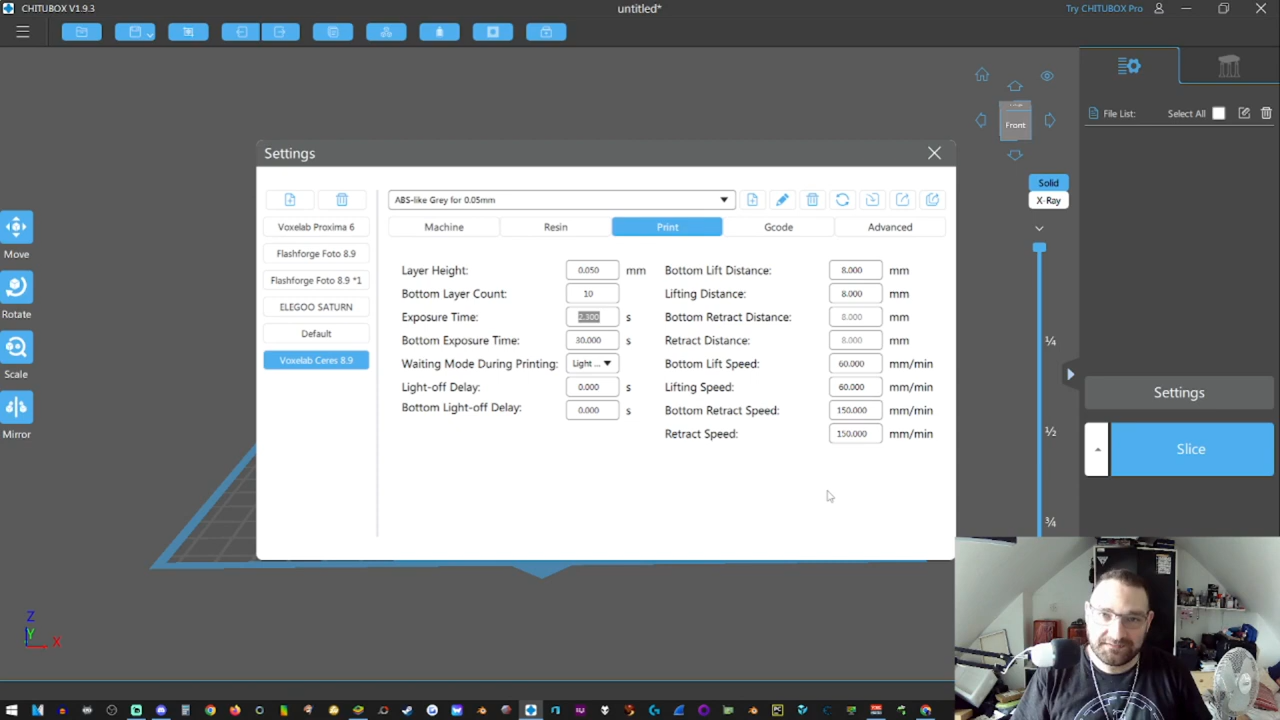 CHITUBOX V1.9.3
untitled*
Try CHITUBOX Pro
File List:
Select All
Front
Solid
X-Ray
Settings
ABS-like Grey for 0.05mm
Voxelab Proxima 6
Flashforge Foto 8.9
Flashforge Foto 8.9 *1
ELEGOO SATURN
Default
Voxelab Ceres 8.9
Machine
Resin
Print
Gcode
Advanced
Layer Height: 0.050 mm
Bottom Layer Count: 10
Exposure Time: 2.300 s
Bottom Exposure Time: 30.000 s
Waiting Mode During Printing: Light ...
Light-off Delay: 0.000 s
Bottom Light-off Delay: 0.000 s
Bottom Lift Distance: 8.000 mm
Lifting Distance: 8.000 mm
Bottom Retract Distance: 8.000 mm
Retract Distance: 8.000 mm
Bottom Lift Speed: 60.000 mm/min
Lifting Speed: 60.000 mm/min
Bottom Retract Speed: 150.000 mm/min
Retract Speed: 150.000 mm/min
Move
Rotate
Scale
Mirror
1/4
1/2
3/4
Settings
Slice
Z
Y
X